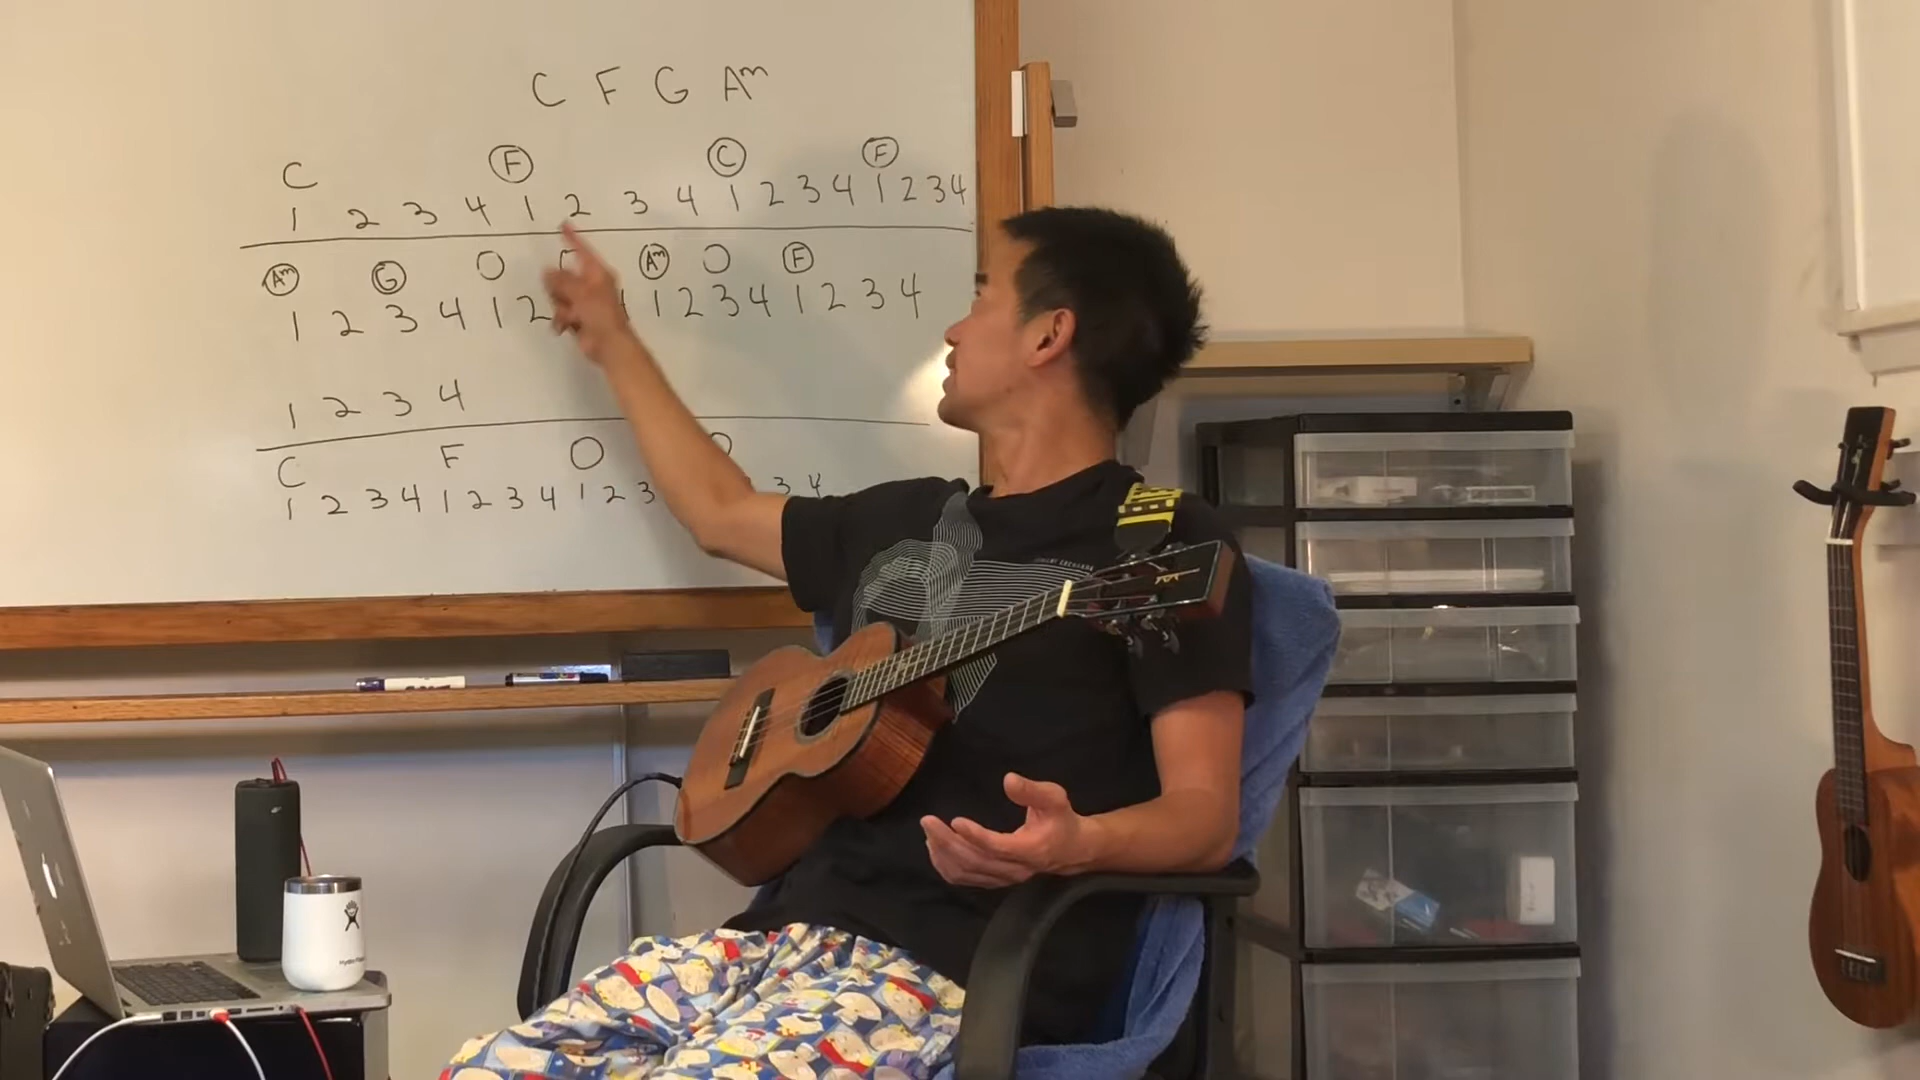 C F G Am
C F C F
1 2 3 4 1 2 3 4 1 2 3 4 1 2 3 4
Am G O Am O F
1 2 3 4 1 2 1 2 3 4 1 2 3 4
1 2 3 4
C F O O
1 2 3 4 1 2 3 4 1 2 3 3 4